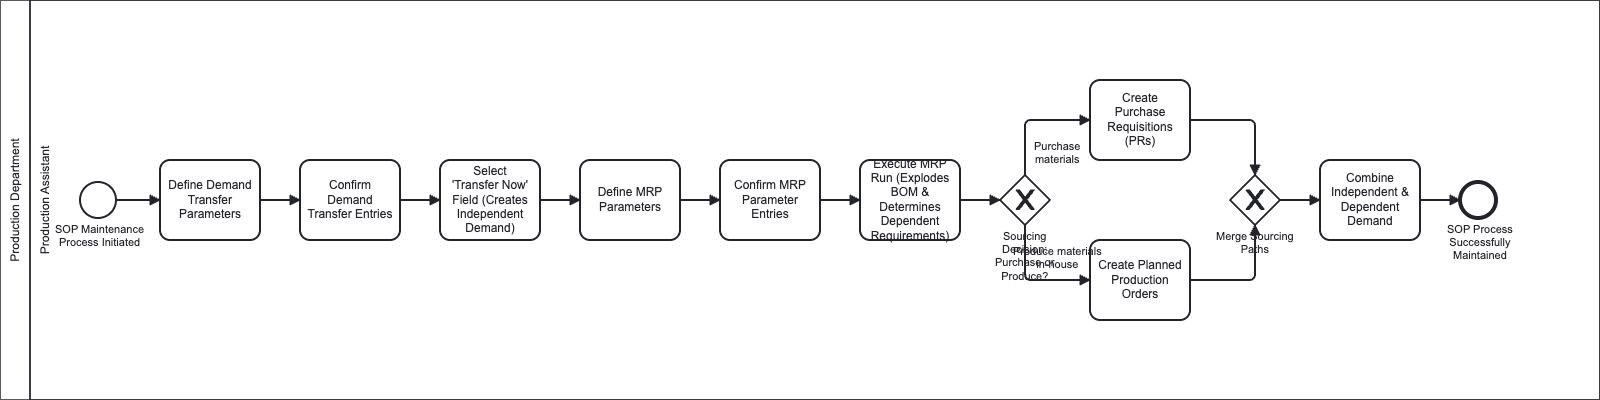 Production Department
Production Assistant
SOP Maintenance
Process Initiated
Define Demand
Transfer
Parameters
Confirm
Demand
Transfer Entries
Select
'Transfer Now'
Field (Creates
Independent
Demand)
Define MRP
Parameters
Confirm MRP
Parameter
Entries
Execute MRP
Run (Explodes
BOM &
Determines
Dependent
Requirements)
Sourcing
Decision:
Purchase or
Produce?
Purchase
materials
Produce materials
in-house
Create
Purchase
Requisitions
(PRs)
Create Planned
Production
Orders
Merge Sourcing
Paths
Combine
Independent &
Dependent
Demand
SOP Process
Successfully
Maintained